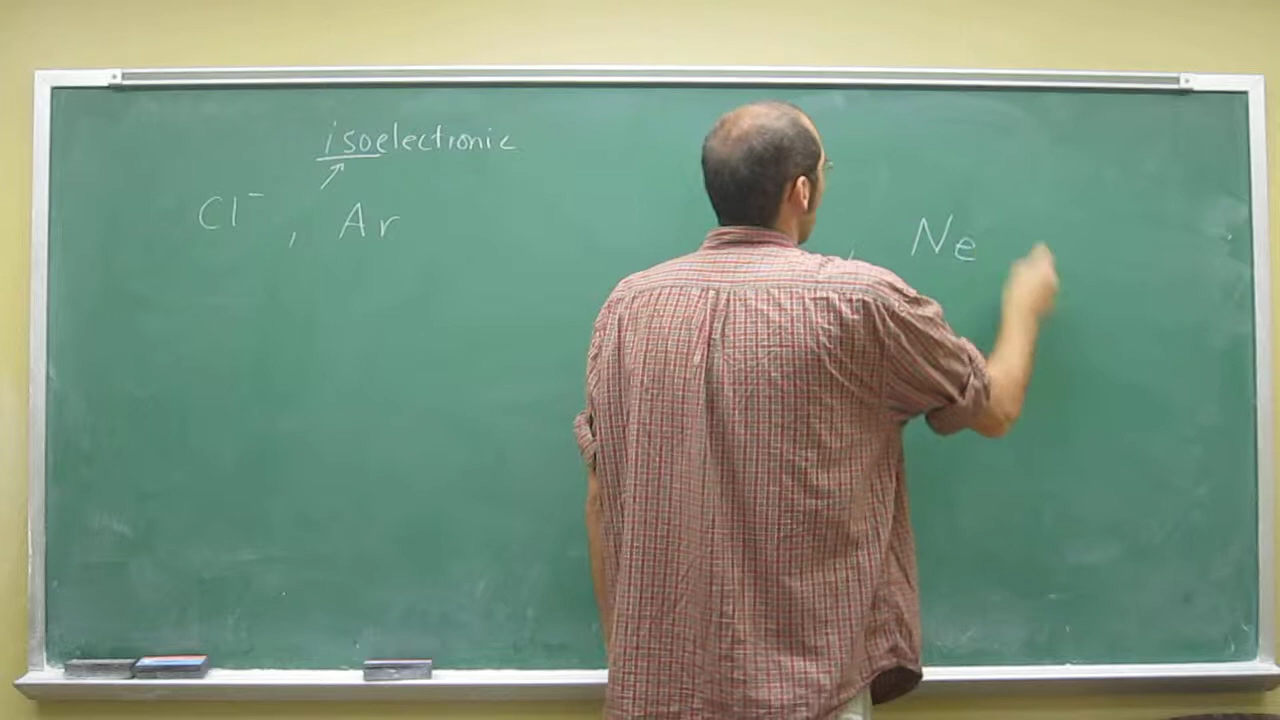 isoelectronic
Cl⁻, Ar
, Ne